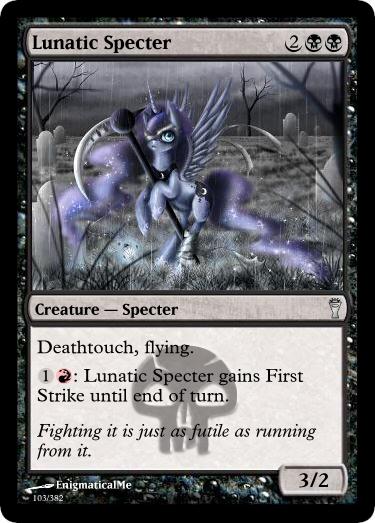 Lunatic Specter 2
Creature — Specter
Deathtouch, flying.
1 : Lunatic Specter gains First
Strike until end of turn.
Fighting it is just as futile as running
from it.
EnigmaticalMe
3/2
103/382